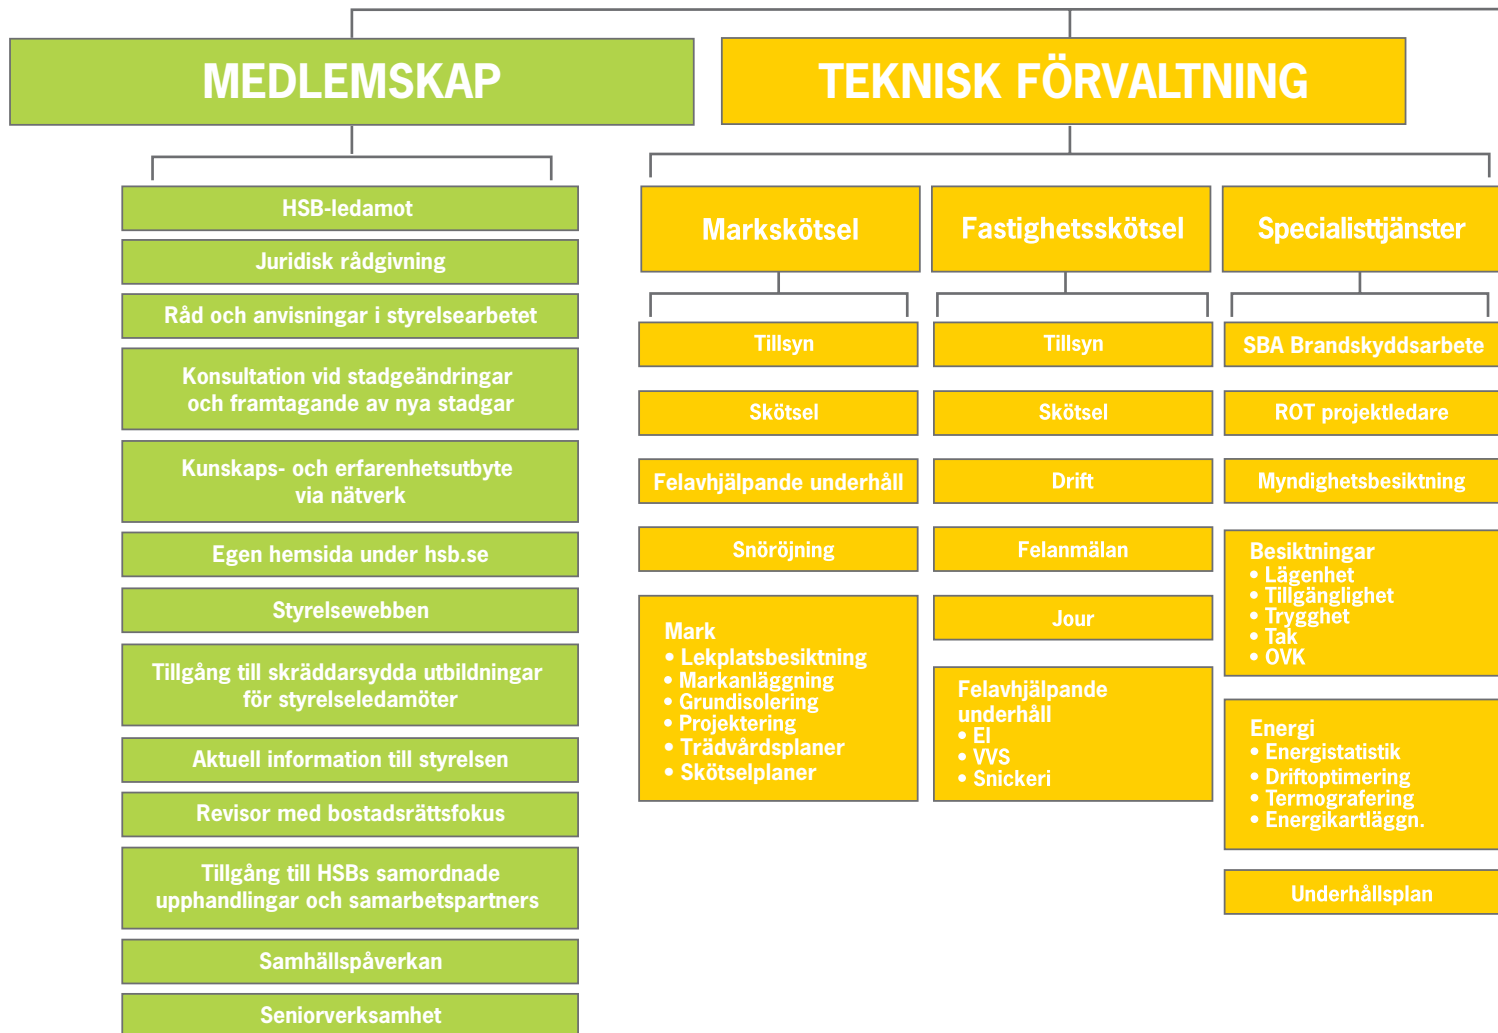 MEDLEMSKAP
HSB-ledamot
Juridisk rådgivning
Råd och anvisningar i styrelsearbetet
Konsultation vid stadgeändringar
och framtagande av nya stadgar
Kunskaps- och erfarenhetsutbyte
via nätverk
Egen hemsida under hsb.se
Styrelsewebben
Tillgång till skräddarsydda utbildningar
för styrelseledamöter
Aktuell information till styrelsen
Revisor med bostadsrättsfokus
Tillgång till HSBs samordnade
upphandlingar och samarbetspartners
Samhällspåverkan
Seniorverksamhet
TEKNISK FÖRVALTNING
Markskötsel
Tillsyn
Skötsel
Felavhjälpande underhåll
Snöröjning
Mark
• Lekplatsbesiktning
• Markanläggning
• Grundisolering
• Projektering
• Trädvårdsplaner
• Skötselplaner
Fastighetsskötsel
Tillsyn
Skötsel
Drift
Felanmälan
Jour
Felavhjälpande
underhåll
• El
• VVS
• Snickeri
Specialisttjänster
SBA Brandskyddsarbete
ROT projektledare
Myndighetsbesiktning
Besiktningar
• Lägenhet
• Tillgänglighet
• Trygghet
• Tak
• OVK
Energi
• Energistatistik
• Driftoptimering
• Termografering
• Energikartläggn.
Underhållsplan